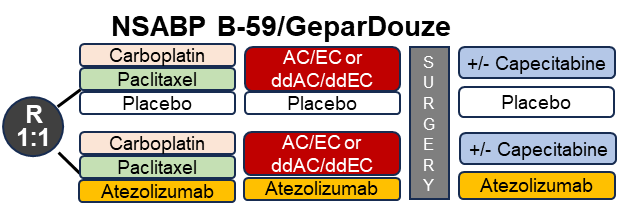 NSABP B-59/GeparDouze
R
1:1
Carboplatin
Paclitaxel
Placebo
AC/EC or
ddAC/ddEC
Placebo
SURGERY
+/- Capecitabine
Placebo
Carboplatin
Paclitaxel
Atezolizumab
AC/EC or
ddAC/ddEC
Atezolizumab
+/- Capecitabine
Atezolizumab